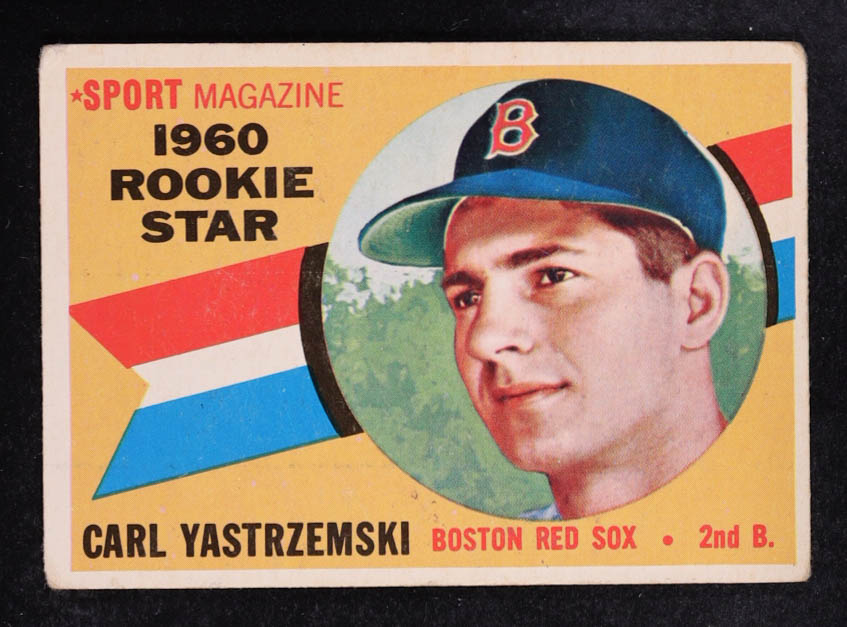 ★SPORT MAGAZINE
1960
ROOKIE
STAR
B
CARL YASTRZEMSKI BOSTON RED SOX • 2nd B.